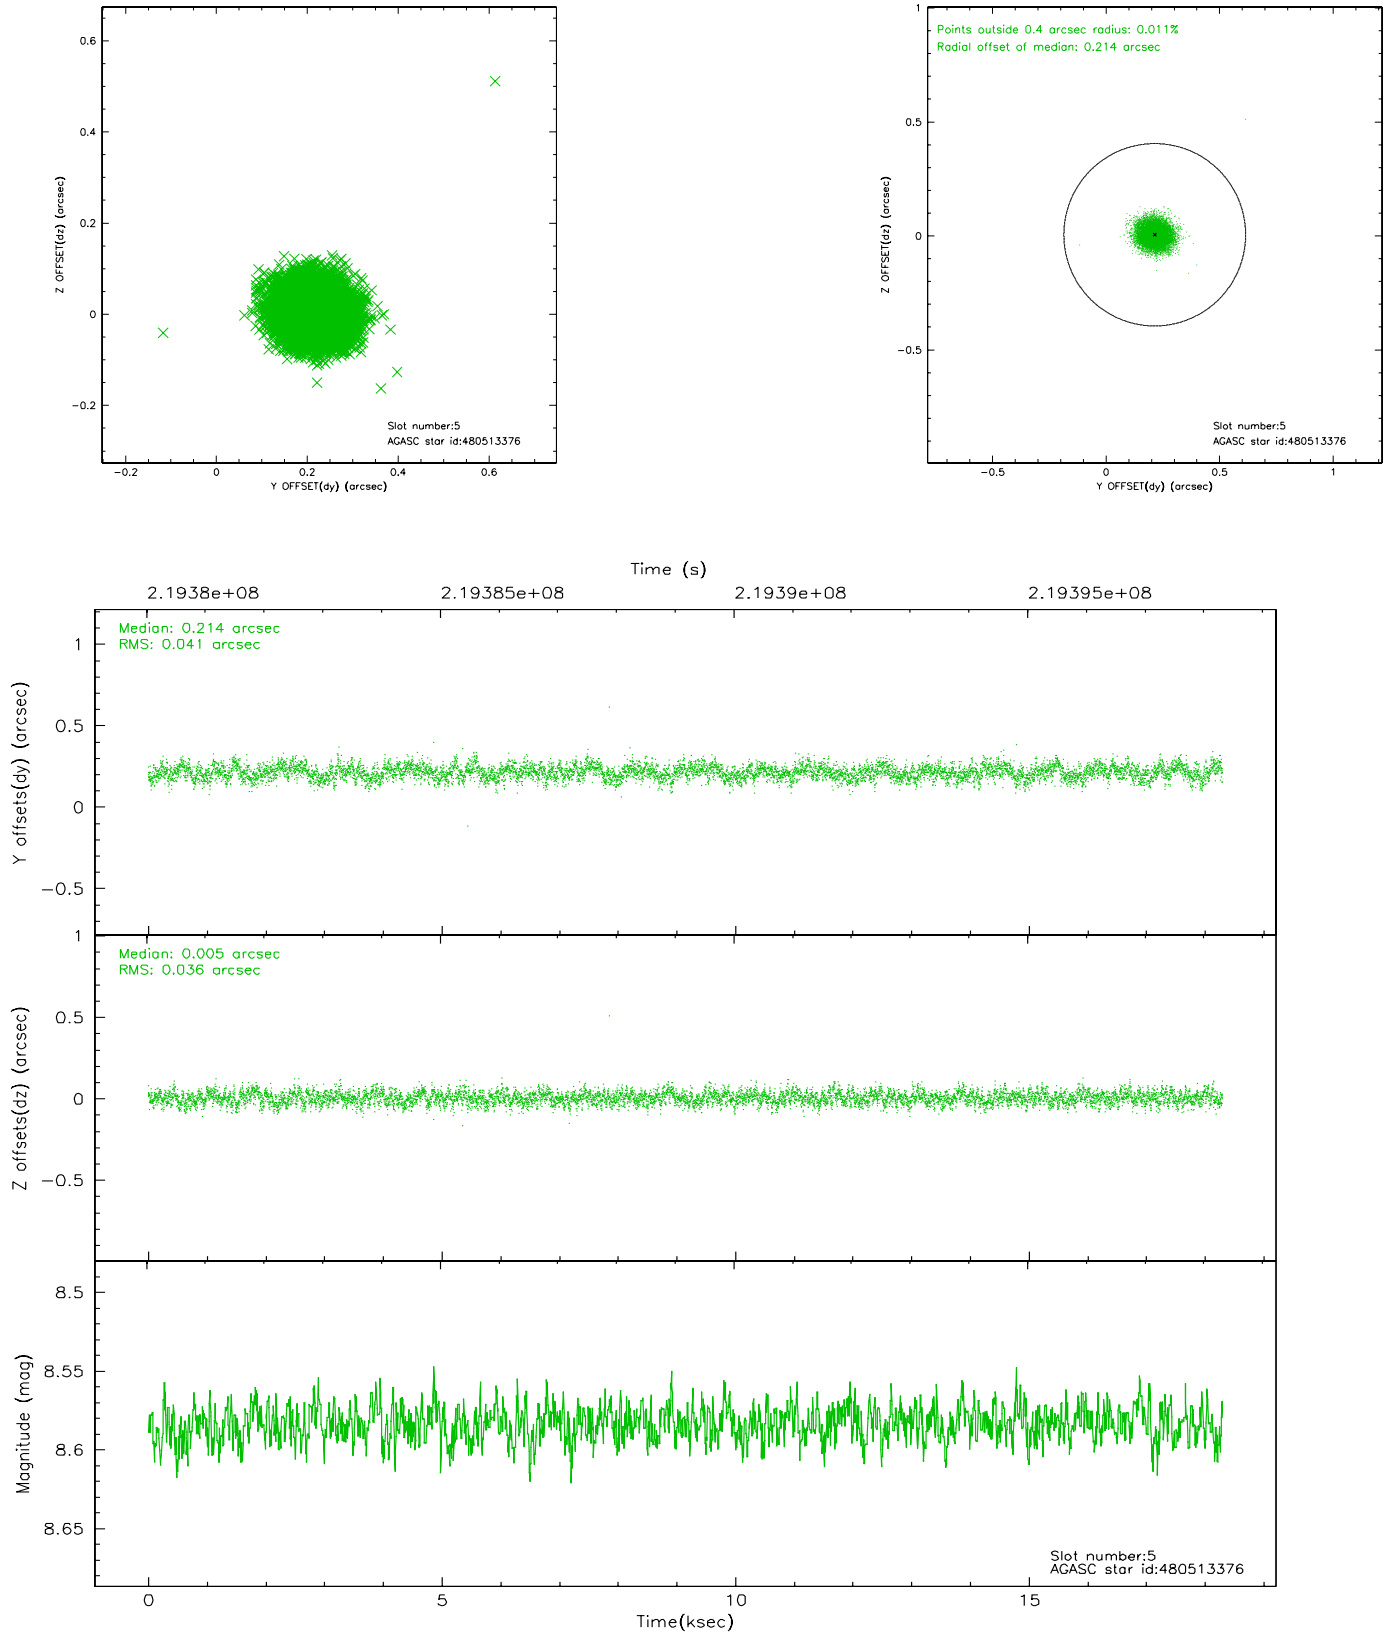 0.6
0.4
0.2
0
−0.2
Z OFFSET(dz) (arcsec)
Slot number:5
AGASC star id:480513376
−0.2 0 0.2 0.4 0.6
Y OFFSET(dy) (arcsec)
Points outside 0.4 arcsec radius: 0.011%
Radial offset of median: 0.214 arcsec
1
0.5
0
−0.5
Z OFFSET(dz) (arcsec)
Slot number:5
AGASC star id:480513376
−0.5 0 0.5 1
Y OFFSET(dy) (arcsec)
Time (s)
2.1938e+08 2.19385e+08 2.1939e+08 2.19395e+08
Median: 0.214 arcsec
RMS: 0.041 arcsec
1
0.5
0
−0.5
Y offsets(dy) (arcsec)
Median: 0.005 arcsec
RMS: 0.036 arcsec
1
0.5
0
−0.5
Z offsets(dz) (arcsec)
8.5
8.55
8.6
8.65
Magnitude (mag)
Slot number:5
AGASC star id:480513376
0 5 10 15
Time(ksec)